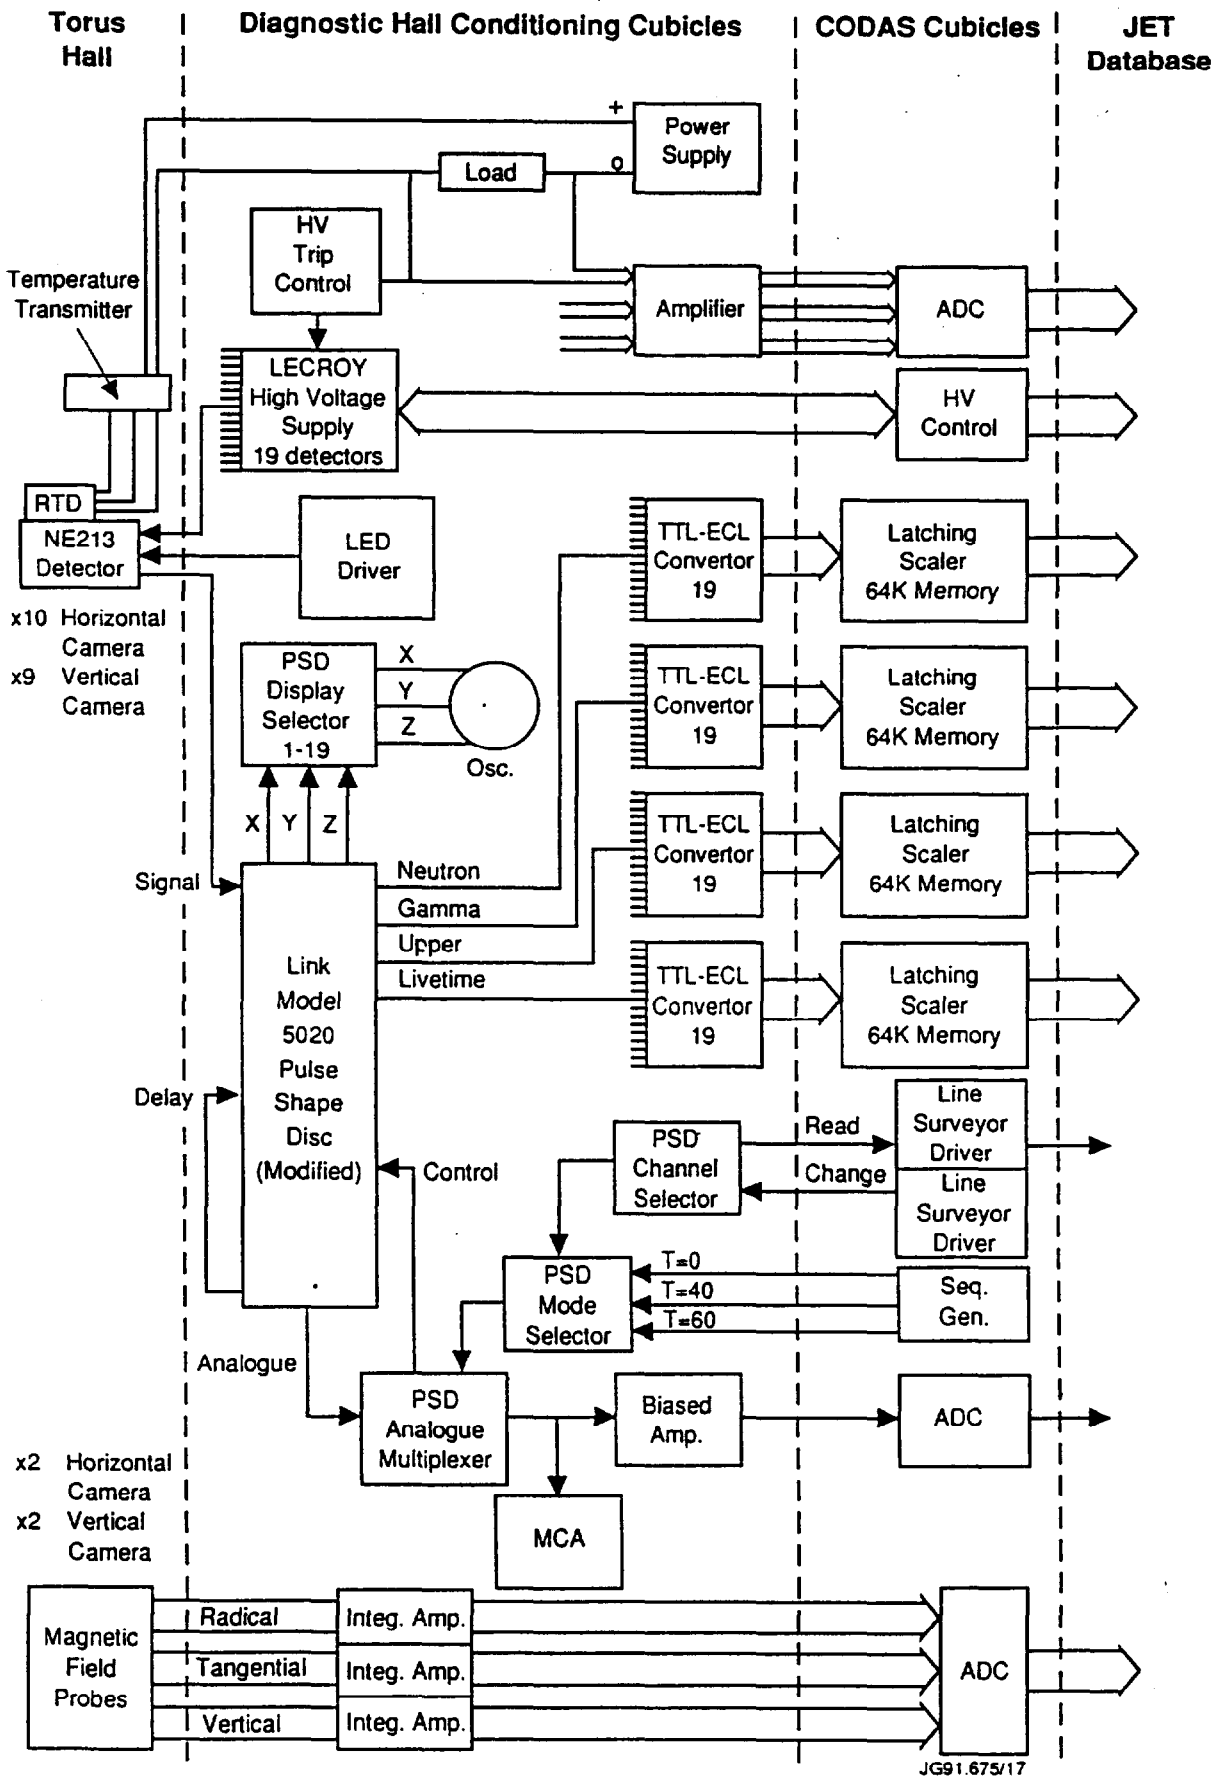 Torus
Hall
Diagnostic Hall Conditioning Cubicles
CODAS Cubicles
JET
Database
+
Power
Supply
o
Load
HV
Trip
Control
Temperature
Transmitter
Amplifier
ADC
LECROY
High Voltage
Supply
19 detectors
HV
Control
RTD
NE213
Detector
LED
Driver
TTL-ECL
Convertor
19
Latching
Scaler
64K Memory
x10 Horizontal
Camera
x9 Vertical
Camera
PSD
Display
Selector
1-19
X
Y
Z
Osc.
TTL-ECL
Convertor
19
Latching
Scaler
64K Memory
X Y Z
TTL-ECL
Convertor
19
Latching
Scaler
64K Memory
Signal
Neutron
Gamma
Upper
Livetime
Link
Model
5020
Pulse
Shape
Disc
(Modified)
TTL-ECL
Convertor
19
Latching
Scaler
64K Memory
Delay
Control
PSD
Channel
Selector
Read
Change
Line
Surveyor
Driver
Line
Surveyor
Driver
PSD
Mode
Selector
T=0
T=40
T=60
Seq.
Gen.
Analogue
PSD
Analogue
Multiplexer
Biased
Amp.
ADC
MCA
x2 Horizontal
Camera
x2 Vertical
Camera
Magnetic
Field
Probes
Radical
Integ. Amp.
Tangential
Integ. Amp.
Vertical
Integ. Amp.
ADC
JG91.675/17